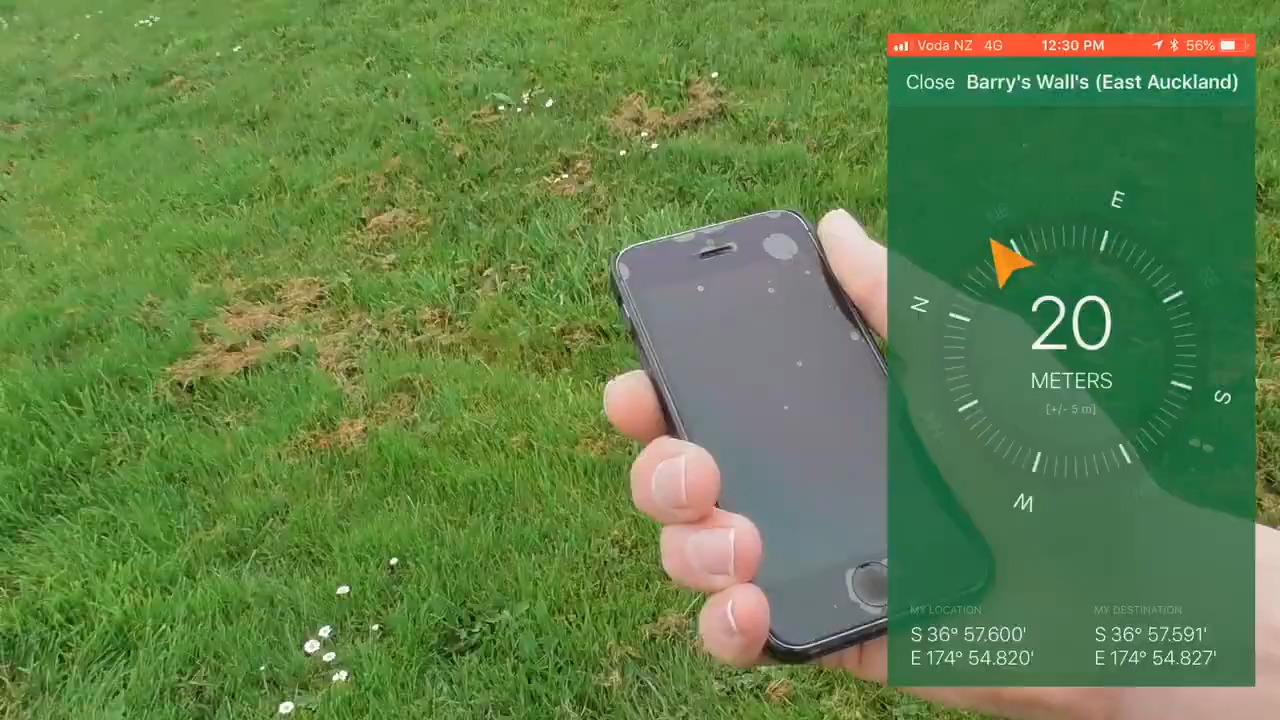 Voda NZ 4G 12:30 PM 56%
Close Barry's Wall's (East Auckland)
E
N
20
METERS
[+/- 5 m]
S
W
MY LOCATION MY DESTINATION
S 36° 57.600' S 36° 57.591'
E 174° 54.820' E 174° 54.827'